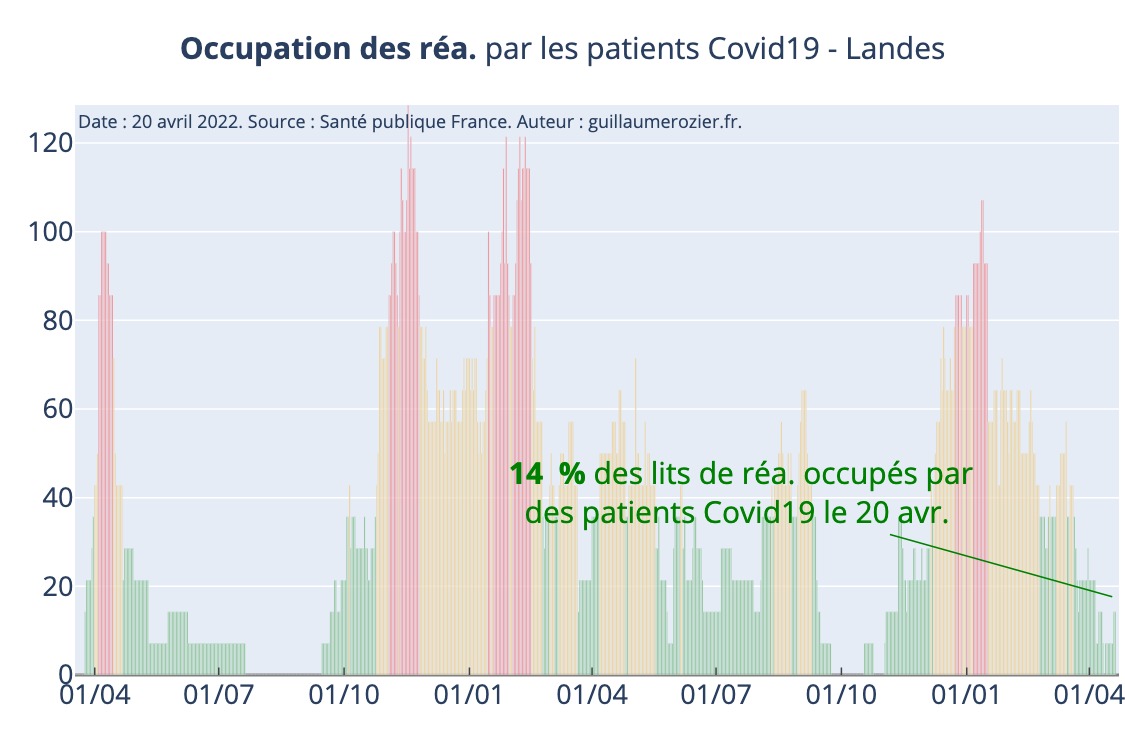 Occupation des réa. par les patients Covid19 - Landes
Date : 20 avril 2022. Source : Santé publique France. Auteur : guillaumerozier.fr.
120
100
80
60
40
20
0
14 % des lits de réa. occupés par
des patients Covid19 le 20 avr.
01/04 01/07 01/10 01/01 01/04 01/07 01/10 01/01 01/04